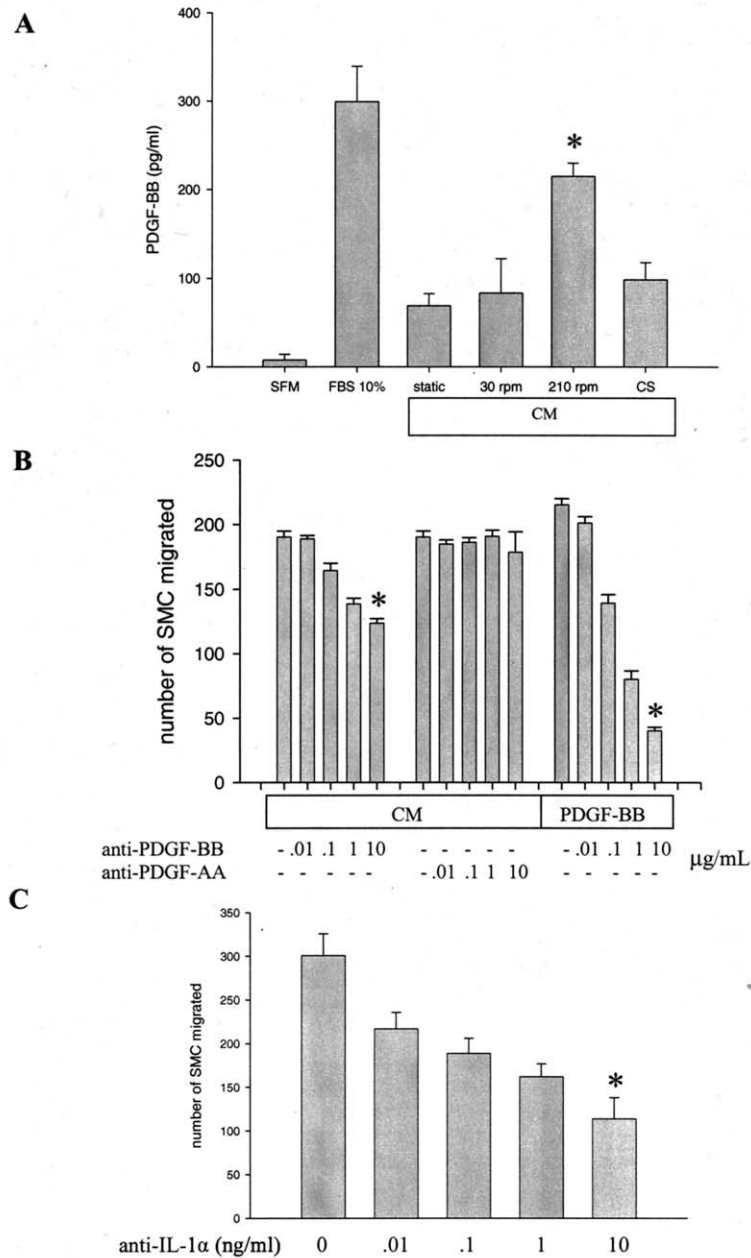 A
PDGF-BB (pg/ml)
400
300
200
100
0
*
SFM FBS 10% static 30 rpm 210 rpm CS
CM
B
number of SMC migrated
250
200
150
100
50
0
* *
CM PDGF-BB
anti-PDGF-BB - .01 .1 1 10 - - - - - - .01 .1 1 10
anti-PDGF-AA - - - - - - .01 .1 1 10 - - - - -
μg/mL
C
number of SMC migrated
350
300
250
200
150
100
50
0
*
anti-IL-1α (ng/ml) 0 .01 .1 1 10